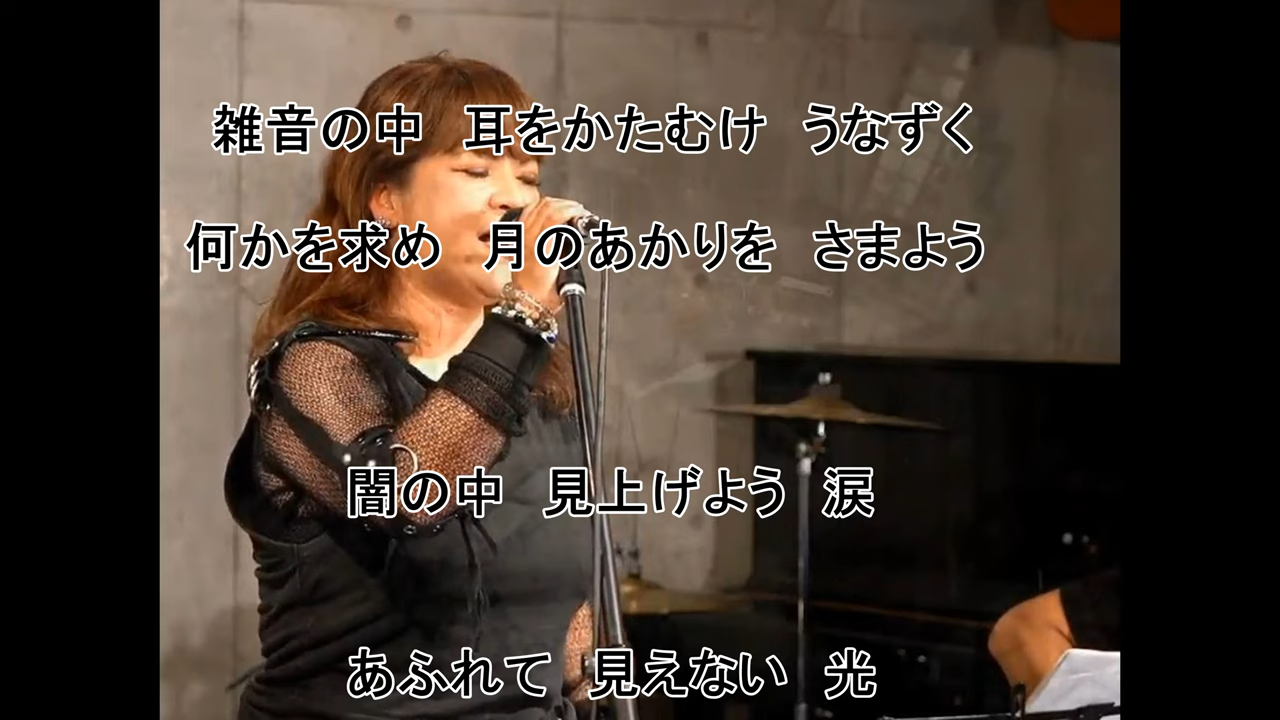 雑音の中　耳をかたむけ　うなずく
何かを求め　月のあかりを　さまよう
闇の中　見上げよう　涙
あふれて　見えない　光